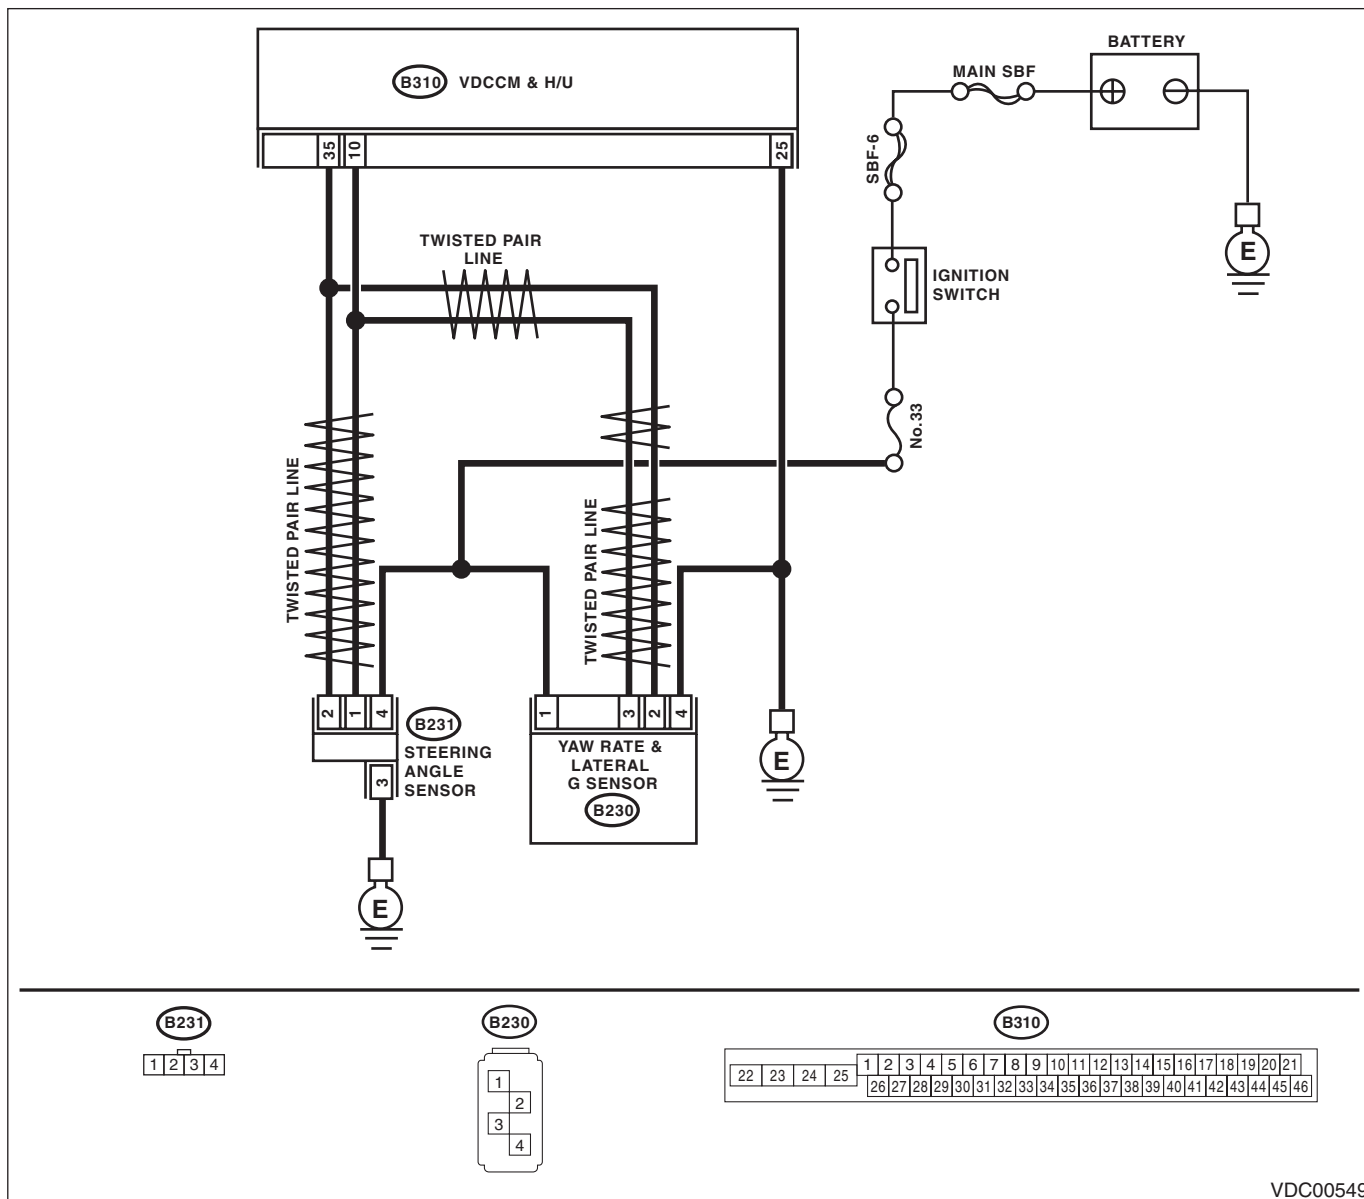 BATTERY
MAIN SBF
B310 VDCCM & H/U
35 10 25
SBF-6
E
TWISTED PAIR
LINE
IGNITION
SWITCH
No.33
TWISTED PAIR LINE
TWISTED PAIR LINE
2 1 4
B231
STEERING
ANGLE
SENSOR
3
E
1 3 2 4
YAW RATE &
LATERAL
G SENSOR
B230
E
B231
1 2 3 4
B230
1
2
3
4
B310
22 23 24 25 1 2 3 4 5 6 7 8 9 10 11 12 13 14 15 16 17 18 19 20 21
26 27 28 29 30 31 32 33 34 35 36 37 38 39 40 41 42 43 44 45 46
VDC00549